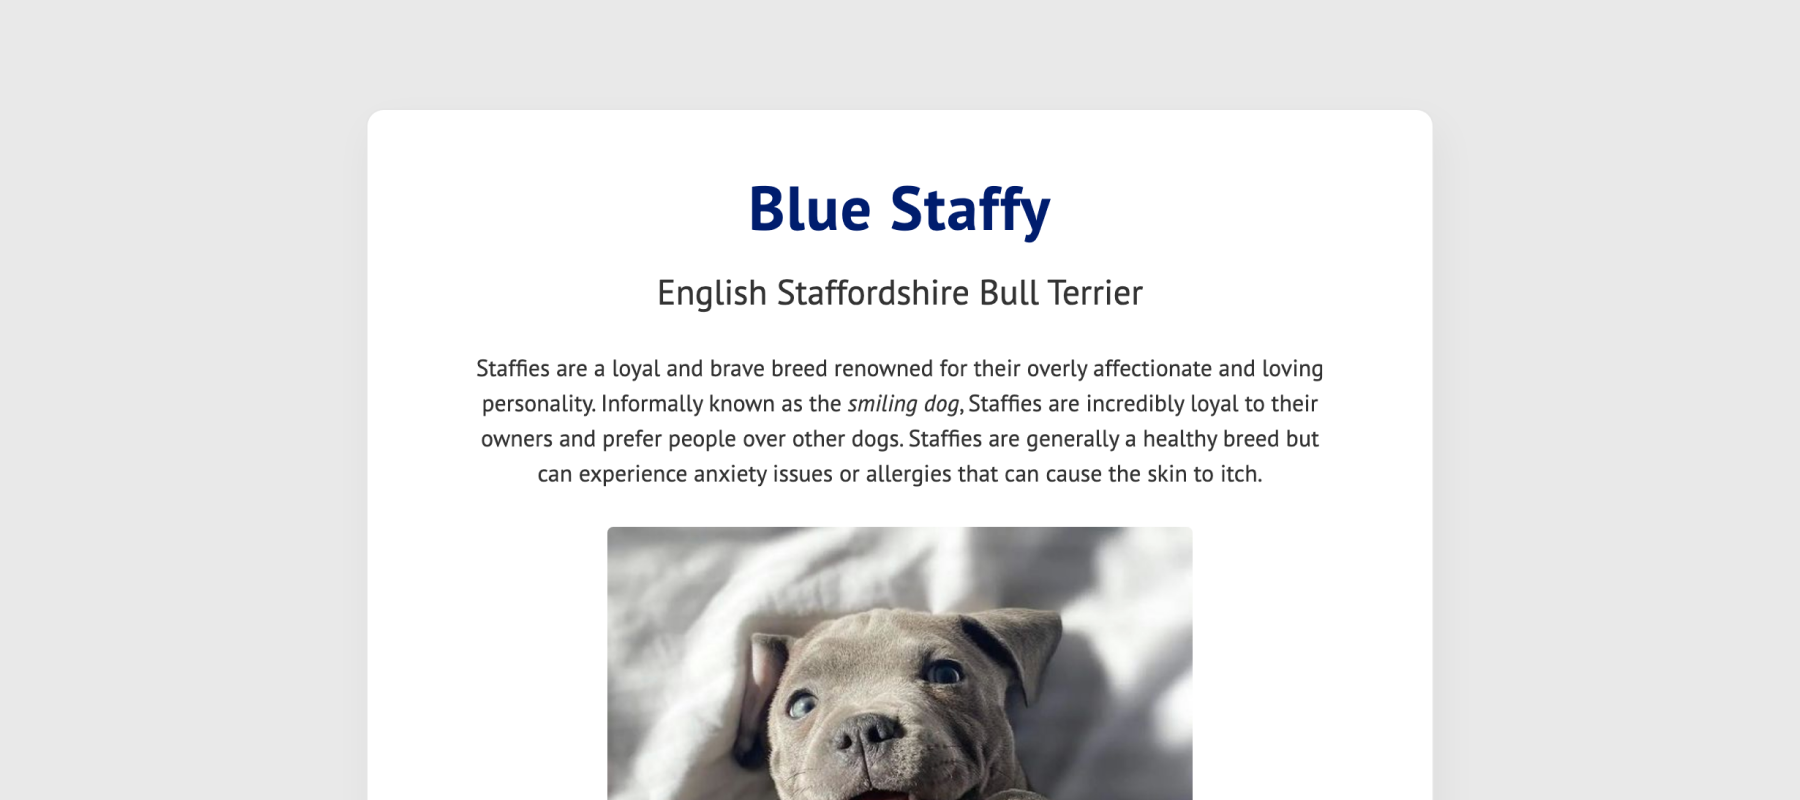 Blue Staffy
English Staffordshire Bull Terrier
Staffies are a loyal and brave breed renowned for their overly affectionate and loving
personality. Informally known as the smiling dog, Staffies are incredibly loyal to their
owners and prefer people over other dogs. Staffies are generally a healthy breed but
can experience anxiety issues or allergies that can cause the skin to itch.